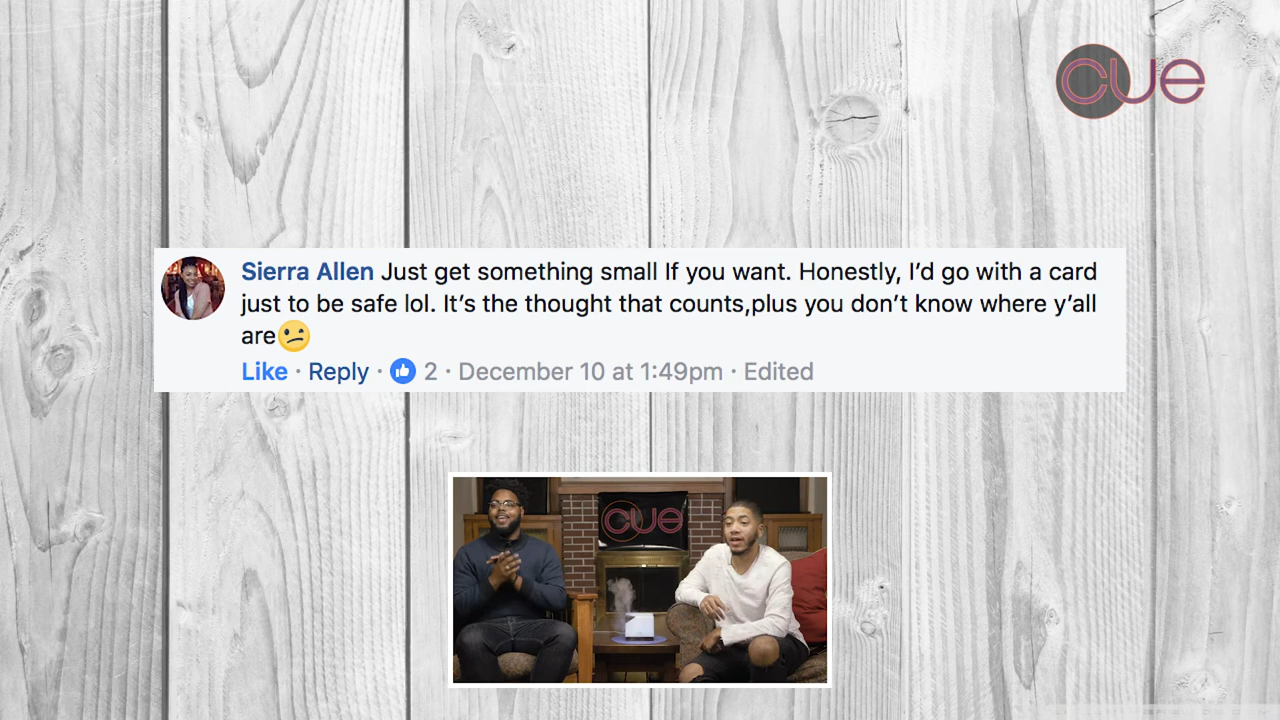 cue
Sierra Allen Just get something small If you want. Honestly, I'd go with a card
just to be safe lol. It's the thought that counts,plus you don't know where y'all
are🫤
Like · Reply · 2 · December 10 at 1:49pm · Edited
cue